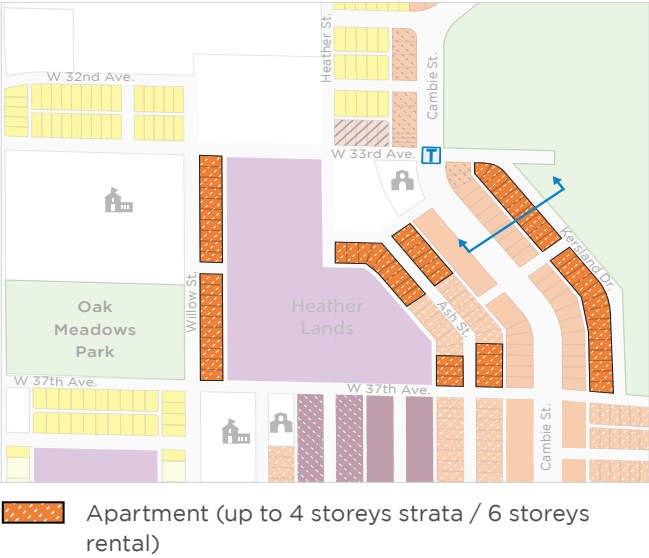 Heather St.
Cambie St.
W 32nd Ave.
W 33rd Ave.
T
Kersland Dr.
Willow St.
Oak
Meadows
Park
Heather
Lands
Ash St.
W 37th Ave.
W 37th Ave.
Cambie St.
Apartment (up to 4 storeys strata / 6 storeys
rental)